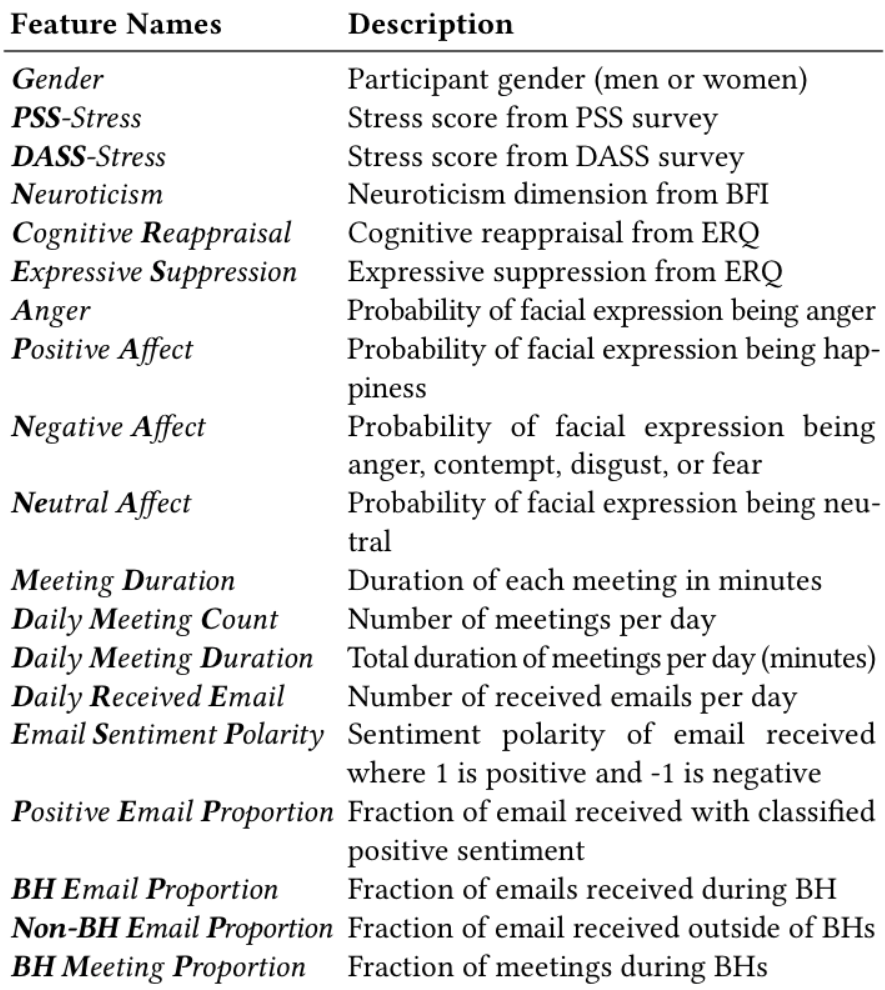 Feature Names Description
Gender Participant gender (men or women)
PSS-Stress Stress score from PSS survey
DASS-Stress Stress score from DASS survey
Neuroticism Neuroticism dimension from BFI
Cognitive Reappraisal Cognitive reappraisal from ERQ
Expressive Suppression Expressive suppression from ERQ
Anger Probability of facial expression being anger
Positive Affect Probability of facial expression being hap-
piness
Negative Affect Probability of facial expression being
anger, contempt, disgust, or fear
Neutral Affect Probability of facial expression being neu-
tral
Meeting Duration Duration of each meeting in minutes
Daily Meeting Count Number of meetings per day
Daily Meeting Duration Total duration of meetings per day (minutes)
Daily Received Email Number of received emails per day
Email Sentiment Polarity Sentiment polarity of email received
where 1 is positive and -1 is negative
Positive Email Proportion Fraction of email received with classified
positive sentiment
BH Email Proportion Fraction of emails received during BH
Non-BH Email Proportion Fraction of email received outside of BHs
BH Meeting Proportion Fraction of meetings during BHs